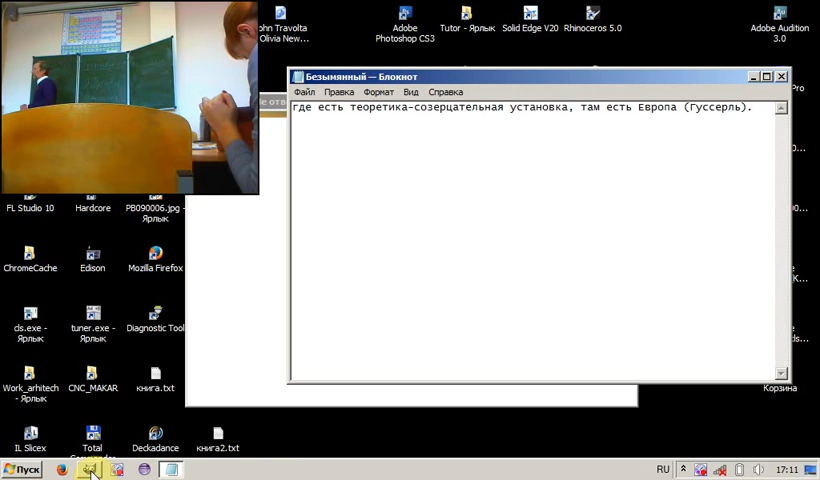 John Travolta
Olivia New...
Adobe
Photoshop CS3
Tutor - Ярлык
Solid Edge V20
Rhinoceros 5.0
Adobe Audition
3.0
Безымянный — Блокнот
Файл Правка Формат Вид Справка
где есть теоретика-созерцательная установка, там есть Европа (Гуссерль).
FL Studio 10
Hardcore
PB090006.jpg -
Ярлык
ChromeCache
Edison
Mozilla Firefox
cls.exe -
Ярлык
tuner.exe -
Ярлык
Diagnostic Tool
Work_arhitech
- Ярлык
CNC_MAKAR
книга.txt
Корзина
IL Slicex
Total
Deckadance
книга2.txt
Пуск
RU
17:11